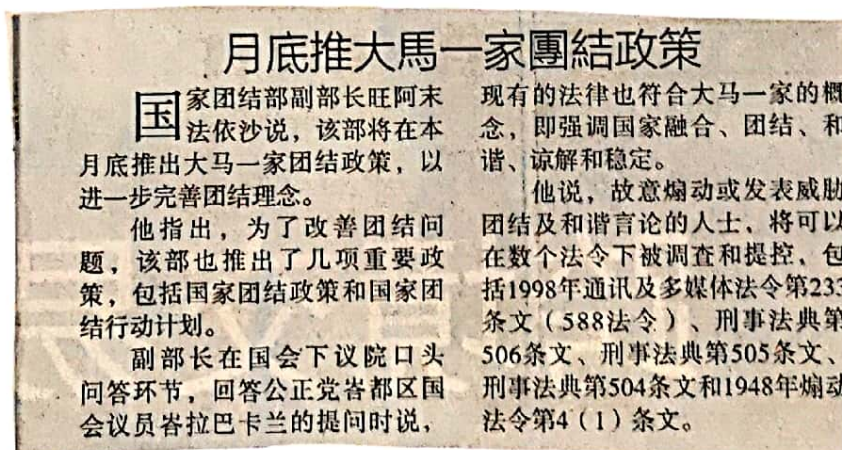 月底推大馬一家團結政策
国家团结部副部长旺阿末
法依沙说，该部将在本
月底推出大马一家团结政策，以
进一步完善团结理念。
他指出，为了改善团结问
题，该部也推出了几项重要政
策，包括国家团结政策和国家团
结行动计划。
副部长在国会下议院口头
问答环节，回答公正党峇都区国
会议员峇拉巴卡兰的提问时说，
现有的法律也符合大马一家的概
念，即强调国家融合、团结、和
谐、谅解和稳定。
他说，故意煽动或发表威胁
团结及和谐言论的人士，将可以
在数个法令下被调查和提控，包
括1998年通讯及多媒体法令第233
条文（588法令）、刑事法典第
506条文、刑事法典第505条文、
刑事法典第504条文和1948年煽动
法令第4（1）条文。